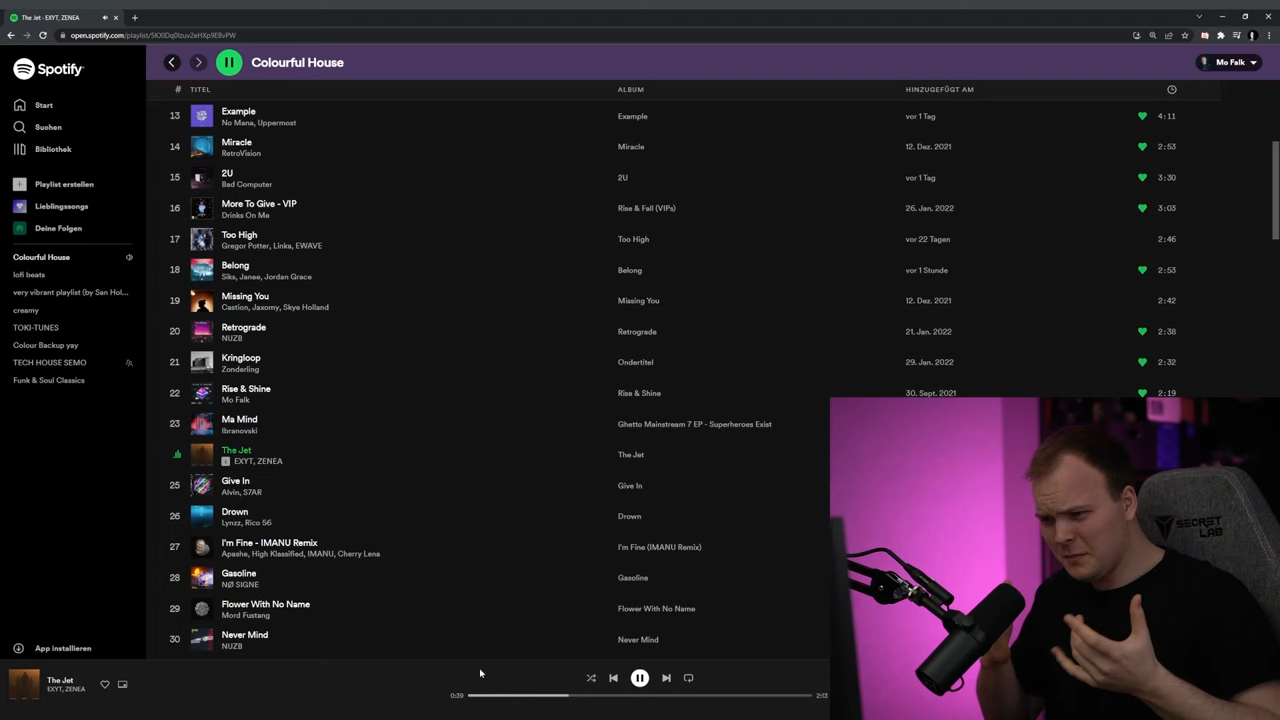 The Jet - EXYT, ZENEA
open.spotify.com/playlist/5KXIDq0Izuv2eHXp9E8vPW
Spotify
Colourful House
Mo Falk
Start
Suchen
Bibliothek
Playlist erstellen
Lieblingssongs
Deine Folgen
Colourful House
lofi beats
very vibrant playlist (by San Hol...
creamy
TOKI-TUNES
Colour Backup yay
TECH HOUSE SEMO
Funk & Soul Classics
App installieren
# TITEL ALBUM HINZUGEFÜGT AM
13 Example Example vor 1 Tag 4:11
No Mana, Uppermost
14 Miracle Miracle 12. Dez. 2021 2:53
RetroVision
15 2U 2U vor 1 Tag 3:30
Bad Computer
16 More To Give - VIP Rise & Fall (VIPs) 26. Jan. 2022 3:03
Drinks On Me
17 Too High Too High vor 22 Tagen 2:46
Gregor Potter, Linka, EWAVE
18 Belong Belong vor 1 Stunde 2:53
Siks, Janee, Jordan Grace
19 Missing You Missing You 12. Dez. 2021 2:42
Castion, Jaxomy, Skye Holland
20 Retrograde Retrograde 21. Jan. 2022 2:38
NUZB
21 Kringloop Ondertitel 29. Jan. 2022 2:32
Zonderling
22 Rise & Shine Rise & Shine 30. Sept. 2021 2:19
Mo Falk
23 Ma Mind Ghetto Mainstream 7 EP - Superheroes Exist
Ibranovski
The Jet The Jet
E EXYT, ZENEA
25 Give In Give In
Alvin, S7AR
26 Drown Drown
Lynzz, Rico 56
27 I'm Fine - IMANU Remix I'm Fine (IMANU Remix)
Apashe, High Klassified, IMANU, Cherry Lena
28 Gasoline Gasoline
NØ SIGNE
29 Flower With No Name Flower With No Name
Mord Fustang
30 Never Mind Never Mind
NUZB
The Jet
EXYT, ZENEA
0:39 2:13
SECRET
LAB